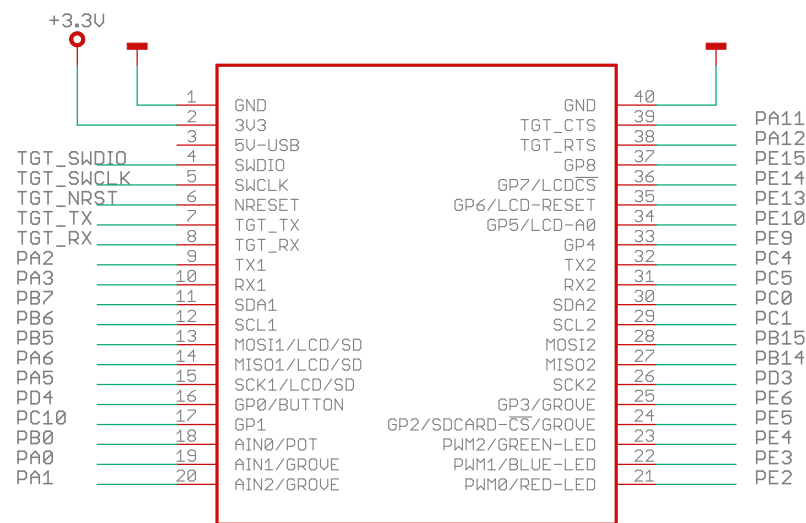 +3.3V
1 GND GND 40
2 3V3 TGT_CTS 39 PA11
3 5V-USB TGT_RTS 38 PA12
TGT_SWDIO 4 SWDIO GP8 37 PE15
TGT_SWCLK 5 SWCLK GP7/LCDCS 36 PE14
TGT_NRST 6 NRESET GP6/LCD-RESET 35 PE13
TGT_TX 7 TGT_TX GP5/LCD-A0 34 PE10
TGT_RX 8 TGT_RX GP4 33 PE9
PA2 9 TX1 TX2 32 PC4
PA3 10 RX1 RX2 31 PC5
PB7 11 SDA1 SDA2 30 PC0
PB6 12 SCL1 SCL2 29 PC1
PB5 13 MOSI1/LCD/SD MOSI2 28 PB15
PA6 14 MISO1/LCD/SD MISO2 27 PB14
PA5 15 SCK1/LCD/SD SCK2 26 PD3
PD4 16 GP0/BUTTON GP3/GROVE 25 PE6
PC10 17 GP1 GP2/SDCARD-CS/GROVE 24 PE5
PB0 18 AIN0/POT PWM2/GREEN-LED 23 PE4
PA0 19 AIN1/GROVE PWM1/BLUE-LED 22 PE3
PA1 20 AIN2/GROVE PWM0/RED-LED 21 PE2